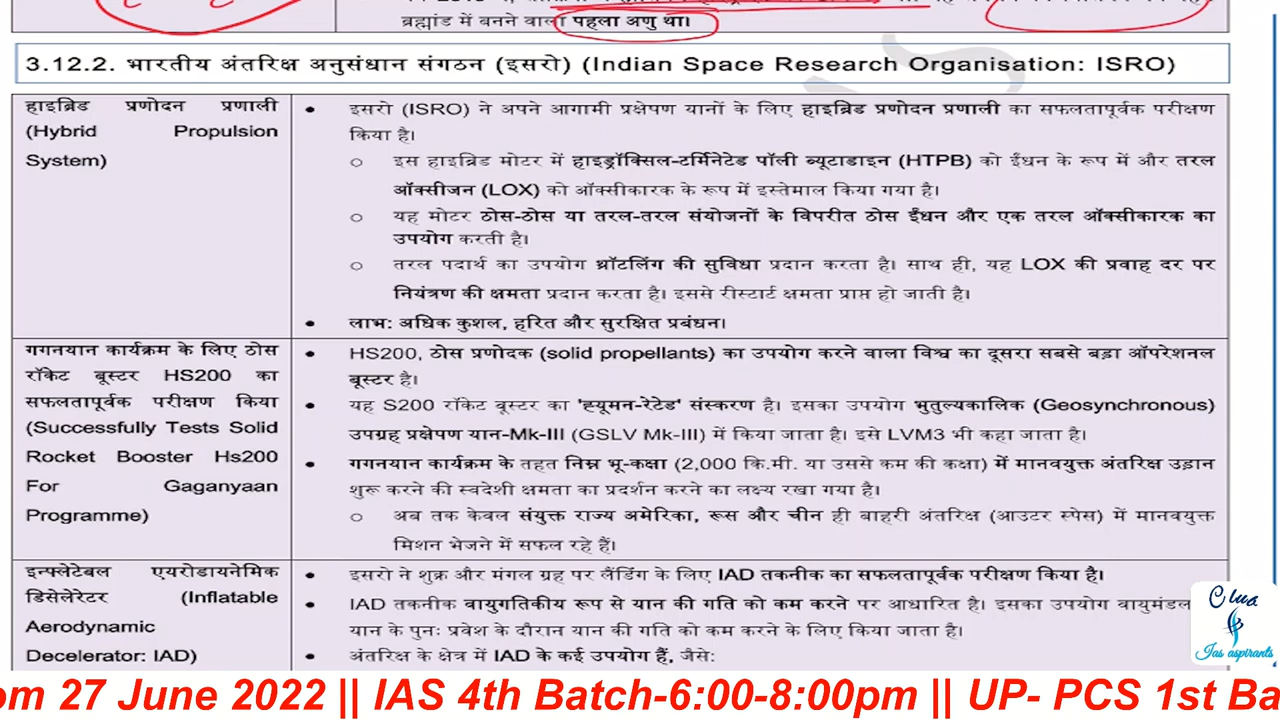 ब्रह्मांड में बनने वाला पहला अणु था।
3.12.2. भारतीय अंतरिक्ष अनुसंधान संगठन (इसरो) (Indian Space Research Organisation: ISRO)
हाइब्रिड प्रणोदन प्रणाली
(Hybrid Propulsion
System)
• इसरो (ISRO) ने अपने आगामी प्रक्षेपण यानों के लिए हाइब्रिड प्रणोदन प्रणाली का सफलतापूर्वक परीक्षण
किया है।
o इस हाइब्रिड मोटर में हाइड्रॉक्सिल-टर्मिनेटेड पॉली ब्यूटाडाइन (HTPB) को ईंधन के रूप में और तरल
ऑक्सीजन (LOX) को ऑक्सीकारक के रूप में इस्तेमाल किया गया है।
o यह मोटर ठोस-ठोस या तरल-तरल संयोजनों के विपरीत ठोस ईंधन और एक तरल ऑक्सीकारक का
उपयोग करती है।
o तरल पदार्थ का उपयोग थ्रॉटलिंग की सुविधा प्रदान करता है। साथ ही, यह LOX की प्रवाह दर पर
नियंत्रण की क्षमता प्रदान करता है। इससे रीस्टार्ट क्षमता प्राप्त हो जाती है।
• लाभ: अधिक कुशल, हरित और सुरक्षित प्रबंधन।
गगनयान कार्यक्रम के लिए ठोस
रॉकेट बूस्टर HS200 का
सफलतापूर्वक परीक्षण किया
(Successfully Tests Solid
Rocket Booster Hs200
For Gaganyaan
Programme)
• HS200, ठोस प्रणोदक (solid propellants) का उपयोग करने वाला विश्व का दूसरा सबसे बड़ा ऑपरेशनल
बूस्टर है।
• यह S200 रॉकेट बूस्टर का 'ह्यूमन-रेटेड' संस्करण है। इसका उपयोग भुतुल्यकालिक (Geosynchronous)
उपग्रह प्रक्षेपण यान-Mk-III (GSLV Mk-III) में किया जाता है। इसे LVM3 भी कहा जाता है।
• गगनयान कार्यक्रम के तहत निम्न भू-कक्षा (2,000 कि.मी. या उससे कम की कक्षा) में मानवयुक्त अंतरिक्ष उड़ान
शुरू करने की स्वदेशी क्षमता का प्रदर्शन करने का लक्ष्य रखा गया है।
o अब तक केवल संयुक्त राज्य अमेरिका, रूस और चीन ही बाहरी अंतरिक्ष (आउटर स्पेस) में मानवयुक्त
मिशन भेजने में सफल रहे हैं।
इन्फ्लेटेबल एयरोडायनेमिक
डिसेलेरेटर (Inflatable
Aerodynamic
Decelerator: IAD)
• इसरो ने शुक्र और मंगल ग्रह पर लैंडिंग के लिए IAD तकनीक का सफलतापूर्वक परीक्षण किया है।
• IAD तकनीक वायुगतिकीय रूप से यान की गति को कम करने पर आधारित है। इसका उपयोग वायुमंडल
यान के पुनः प्रवेश के दौरान यान की गति को कम करने के लिए किया जाता है।
• अंतरिक्ष के क्षेत्र में IAD के कई उपयोग हैं, जैसे:
Ias aspirants
om 27 June 2022 || IAS 4th Batch-6:00-8:00pm || UP- PCS 1st Ba